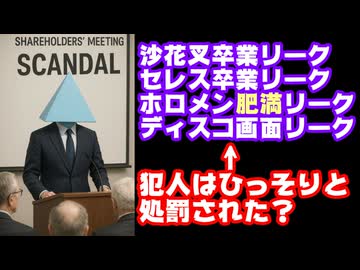 SHAREHOLDERS' MEETING
SCANDAL
沙花叉卒業リーク
セレス卒業リーク
ホロメン肥満リーク
ディスコ画面リーク
↑
犯人はひっそりと
処罰された?